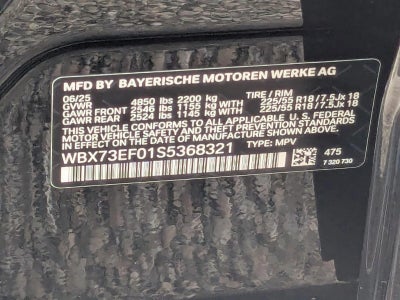 MFD BY BAYERISCHE MOTOREN WERKE AG
06/25 TIRE / RIM
GVWR 4850 lbs 2200 kg
GAWR FRONT 2546 lbs 1155 kg WITH 225/55 R18 / 7.5Jx 18
GAWR REAR 2524 lbs 1145 kg WITH 225/55 R18 / 7.5Jx 18
THIS VEHICLE CONFORMS TO ALL APPLICABLE U.S. FEDERAL
MOTOR VEHICLE SAFETY AND THEFT PREVENTION STANDARDS
IN EFFECT ON THE DATE OF MANUFACTURE SHOWN ABOVE.
WBX73EF01S5368321 TYPE: MPV
475
7 320 730